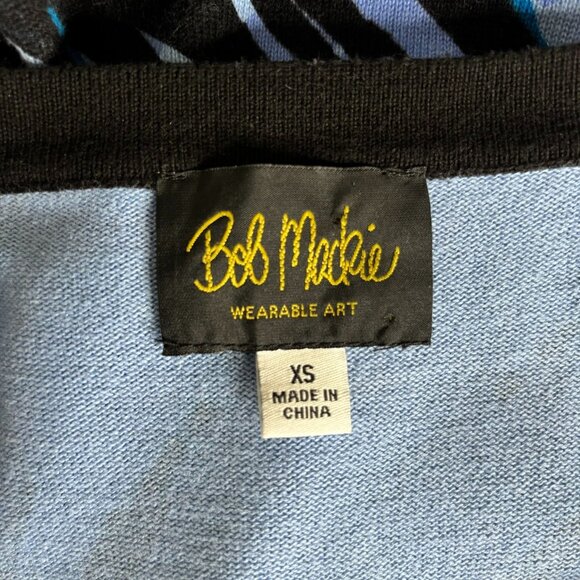 Bob Mackie
WEARABLE ART
XS
MADE IN
CHINA